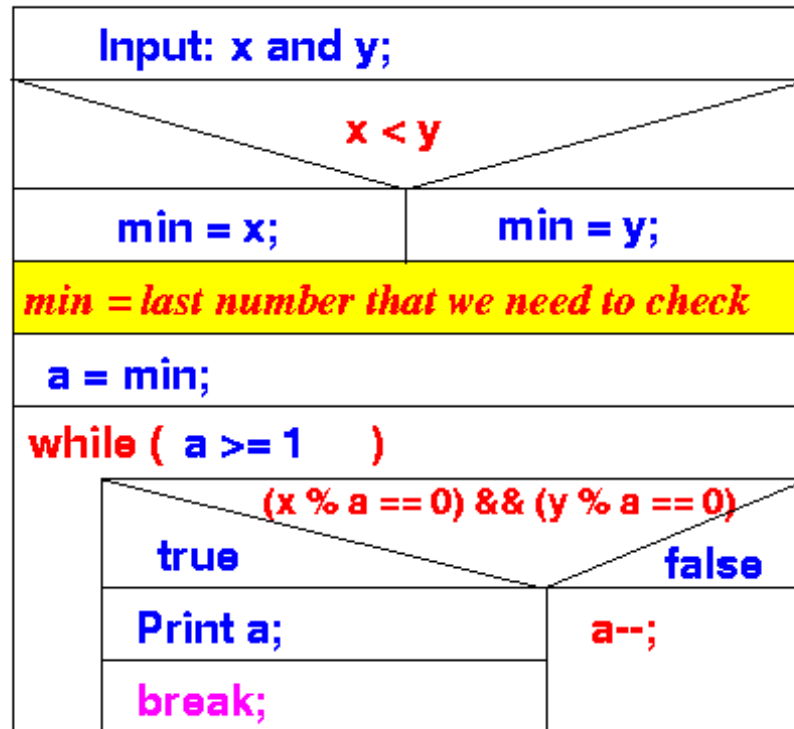 Input: x and y;
x < y
min = x;
min = y;
min = last number that we need to check
a = min;
while ( a >= 1 )
(x % a == 0) && (y % a == 0)
true
false
Print a;
a--;
break;